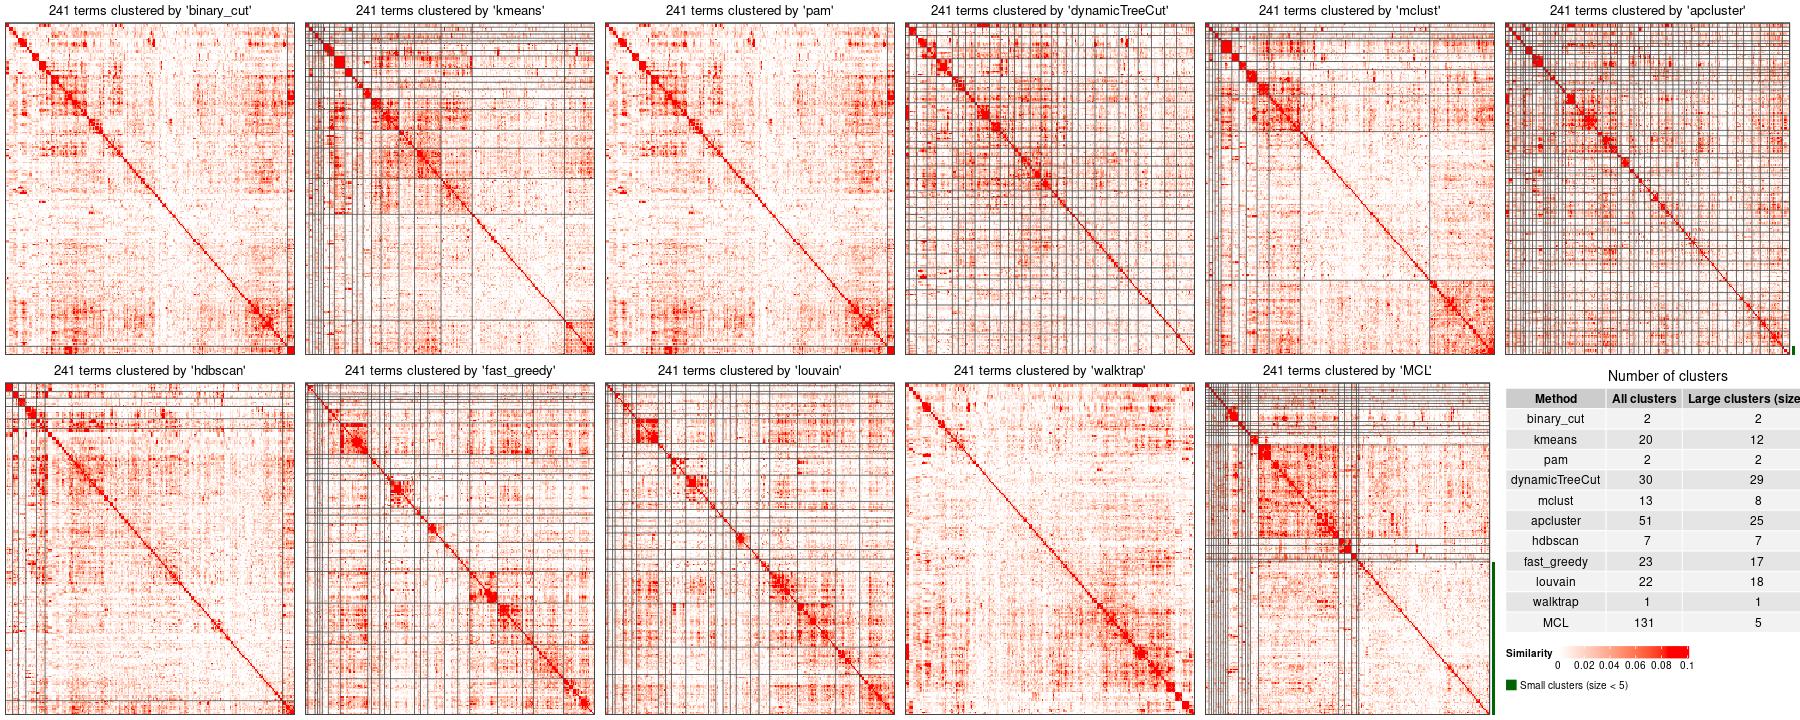 241 terms clustered by 'binary_cut'
241 terms clustered by 'kmeans'
241 terms clustered by 'pam'
241 terms clustered by 'dynamicTreeCut'
241 terms clustered by 'mclust'
241 terms clustered by 'apcluster'
241 terms clustered by 'hdbscan'
241 terms clustered by 'fast_greedy'
241 terms clustered by 'louvain'
241 terms clustered by 'walktrap'
241 terms clustered by 'MCL'
Number of clusters
Method All clusters Large clusters (size
binary_cut 2 2
kmeans 20 12
pam 2 2
dynamicTreeCut 30 29
mclust 13 8
apcluster 51 25
hdbscan 7 7
fast_greedy 23 17
louvain 22 18
walktrap 1 1
MCL 131 5
Similarity
0 0.02 0.04 0.06 0.08 0.1
Small clusters (size < 5)